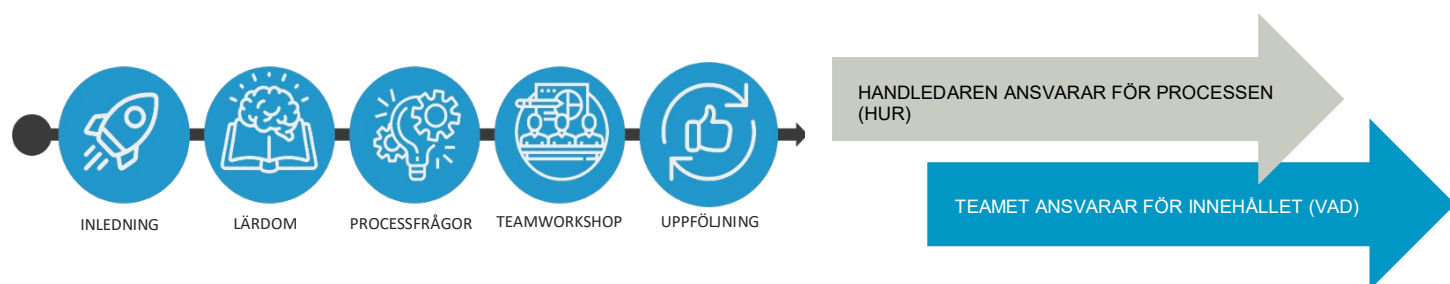 INLEDNING
LÄRDOM
PROCESSFRÅGOR
TEAMWORKSHOP
UPPFÖLJNING
HANDLEDAREN ANSVARAR FÖR PROCESSEN
(HUR)
TEAMET ANSVARAR FÖR INNEHÅLLET (VAD)